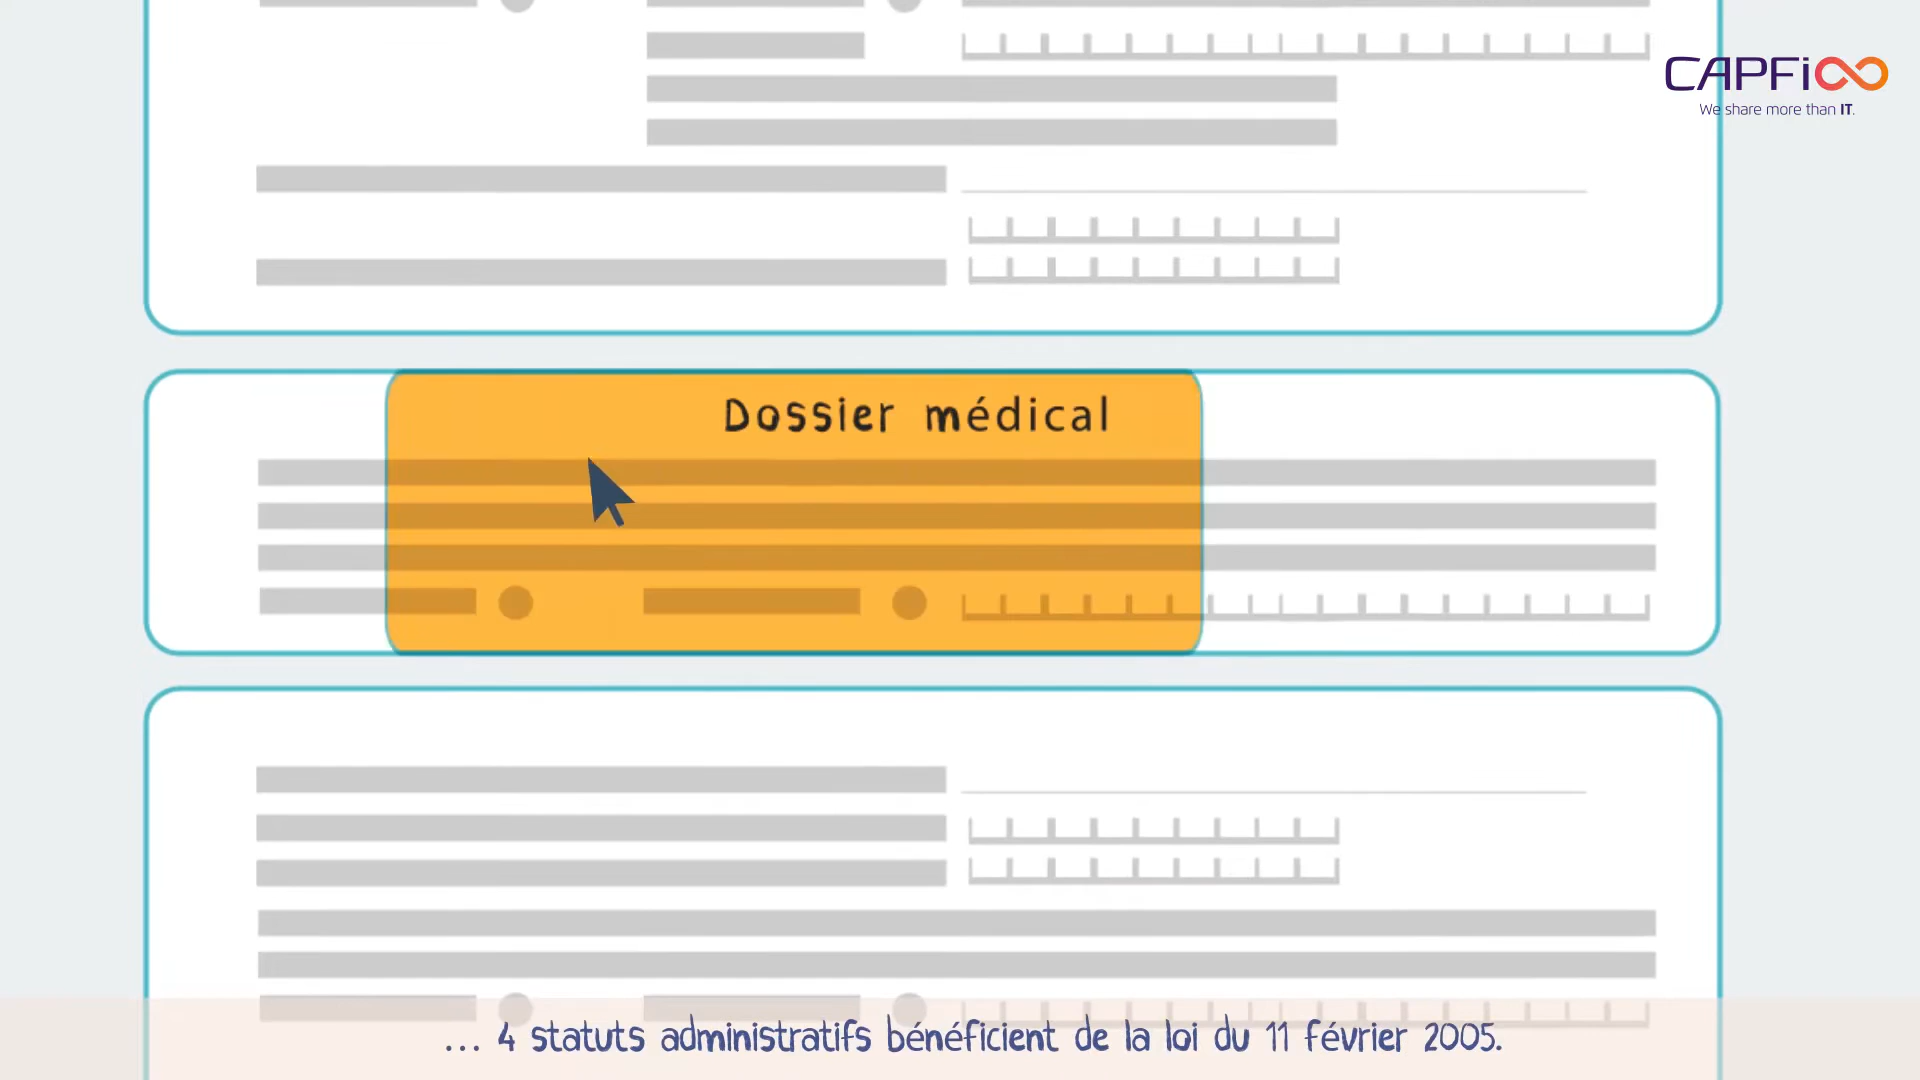 CAPFi
We share more than IT.
Dossier médical
... 4 statuts administratifs bénéficient de la loi du 11 février 2005.